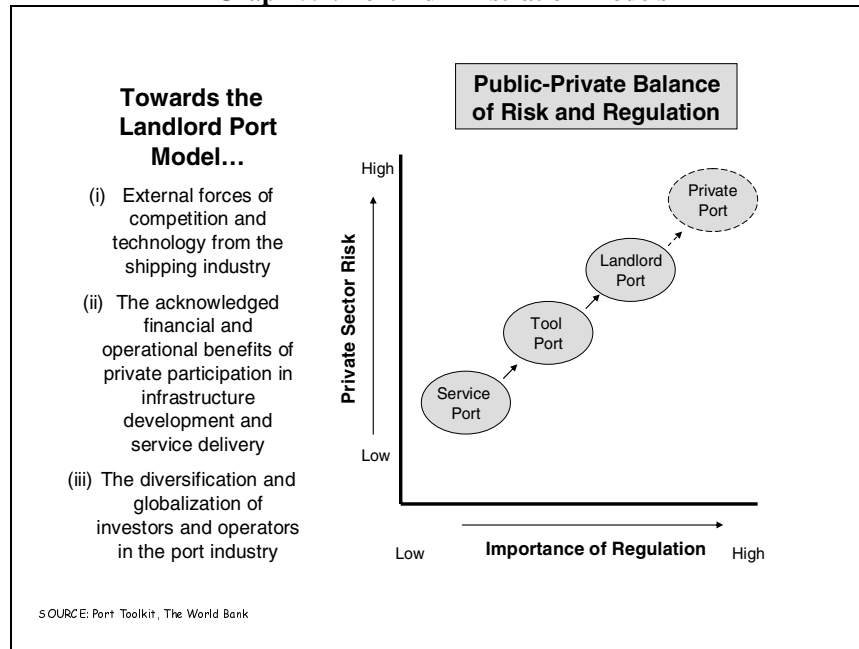 Towards the
Landlord Port
Model…
(i) External forces of
competition and
technology from the
shipping industry
(ii) The acknowledged
financial and
operational benefits of
private participation in
infrastructure
development and
service delivery
(iii) The diversification and
globalization of
investors and operators
in the port industry
Public-Private Balance
of Risk and Regulation
High
Private Sector Risk
Low
Private
Port
Landlord
Port
Tool
Port
Service
Port
Low
Importance of Regulation
High
SOURCE: Port Toolkit, The World Bank